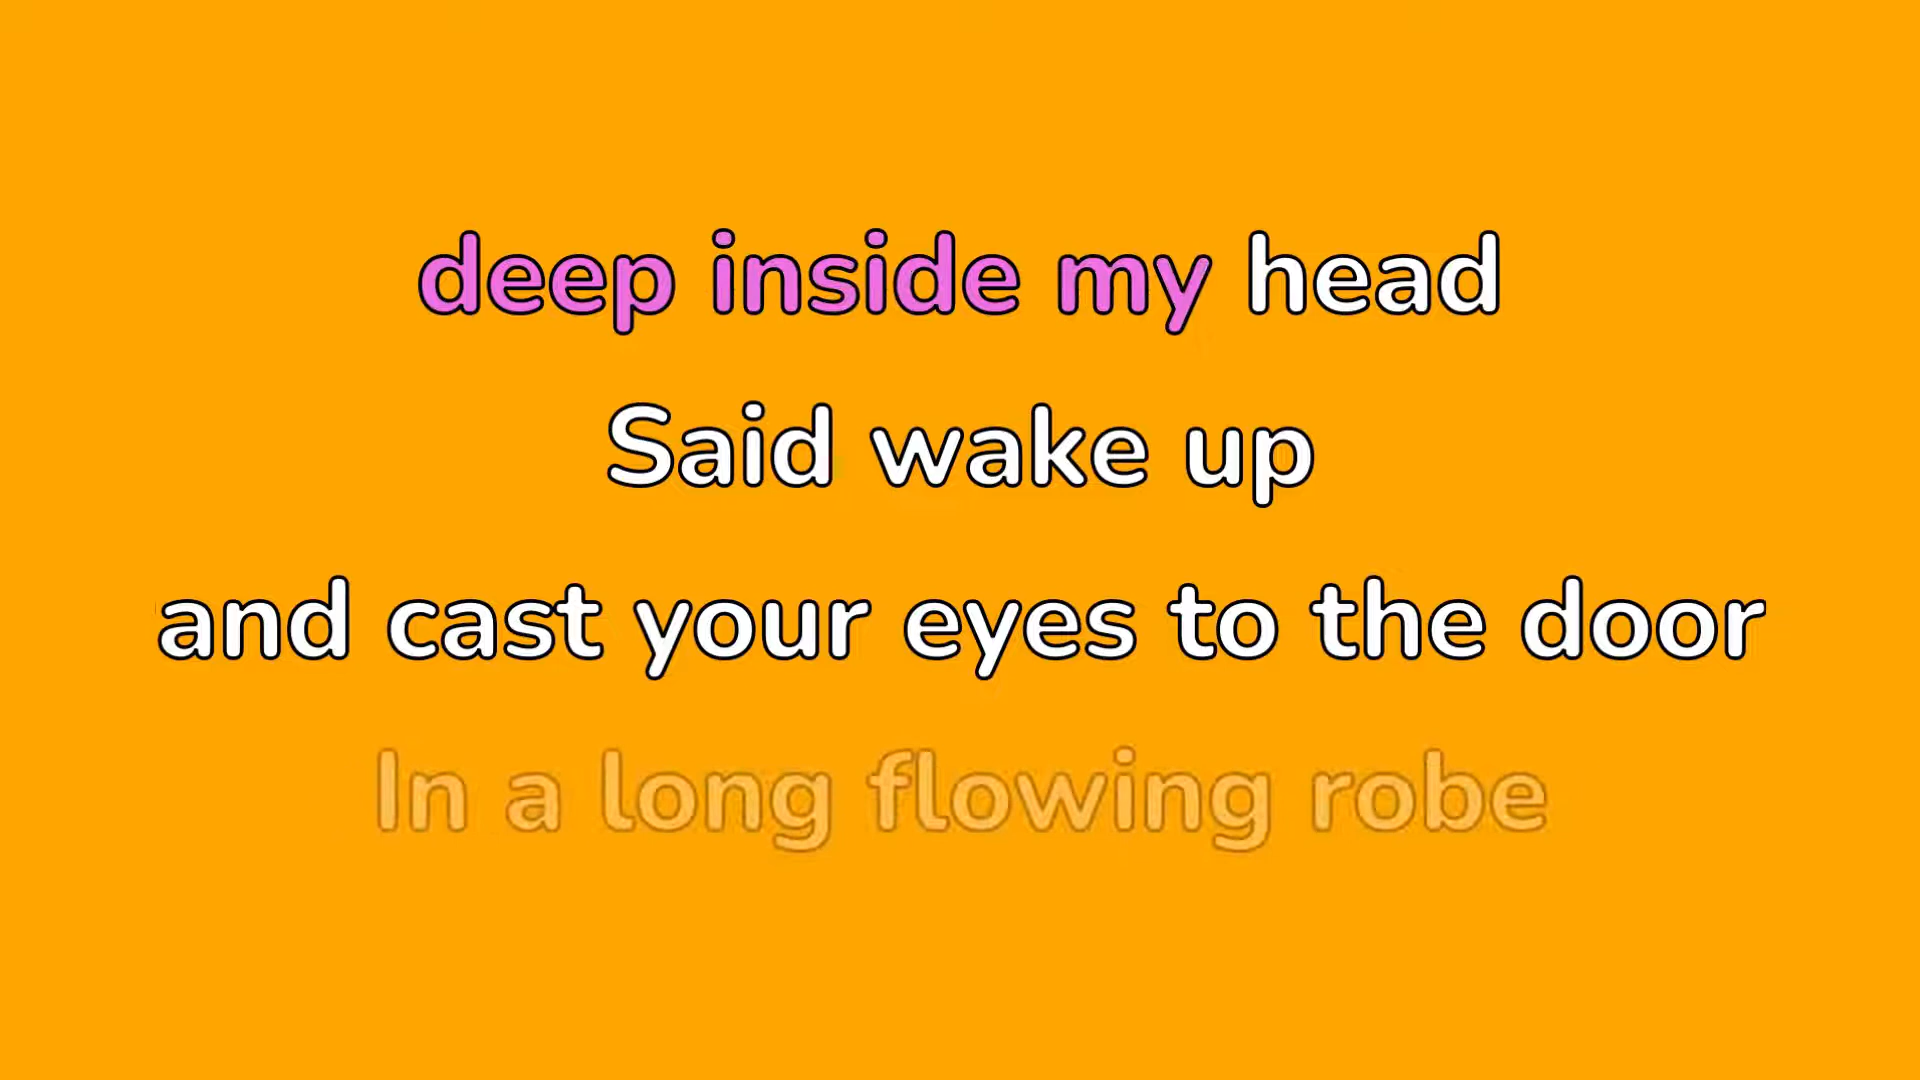 deep inside my head
Said wake up
and cast your eyes to the door
In a long flowing robe